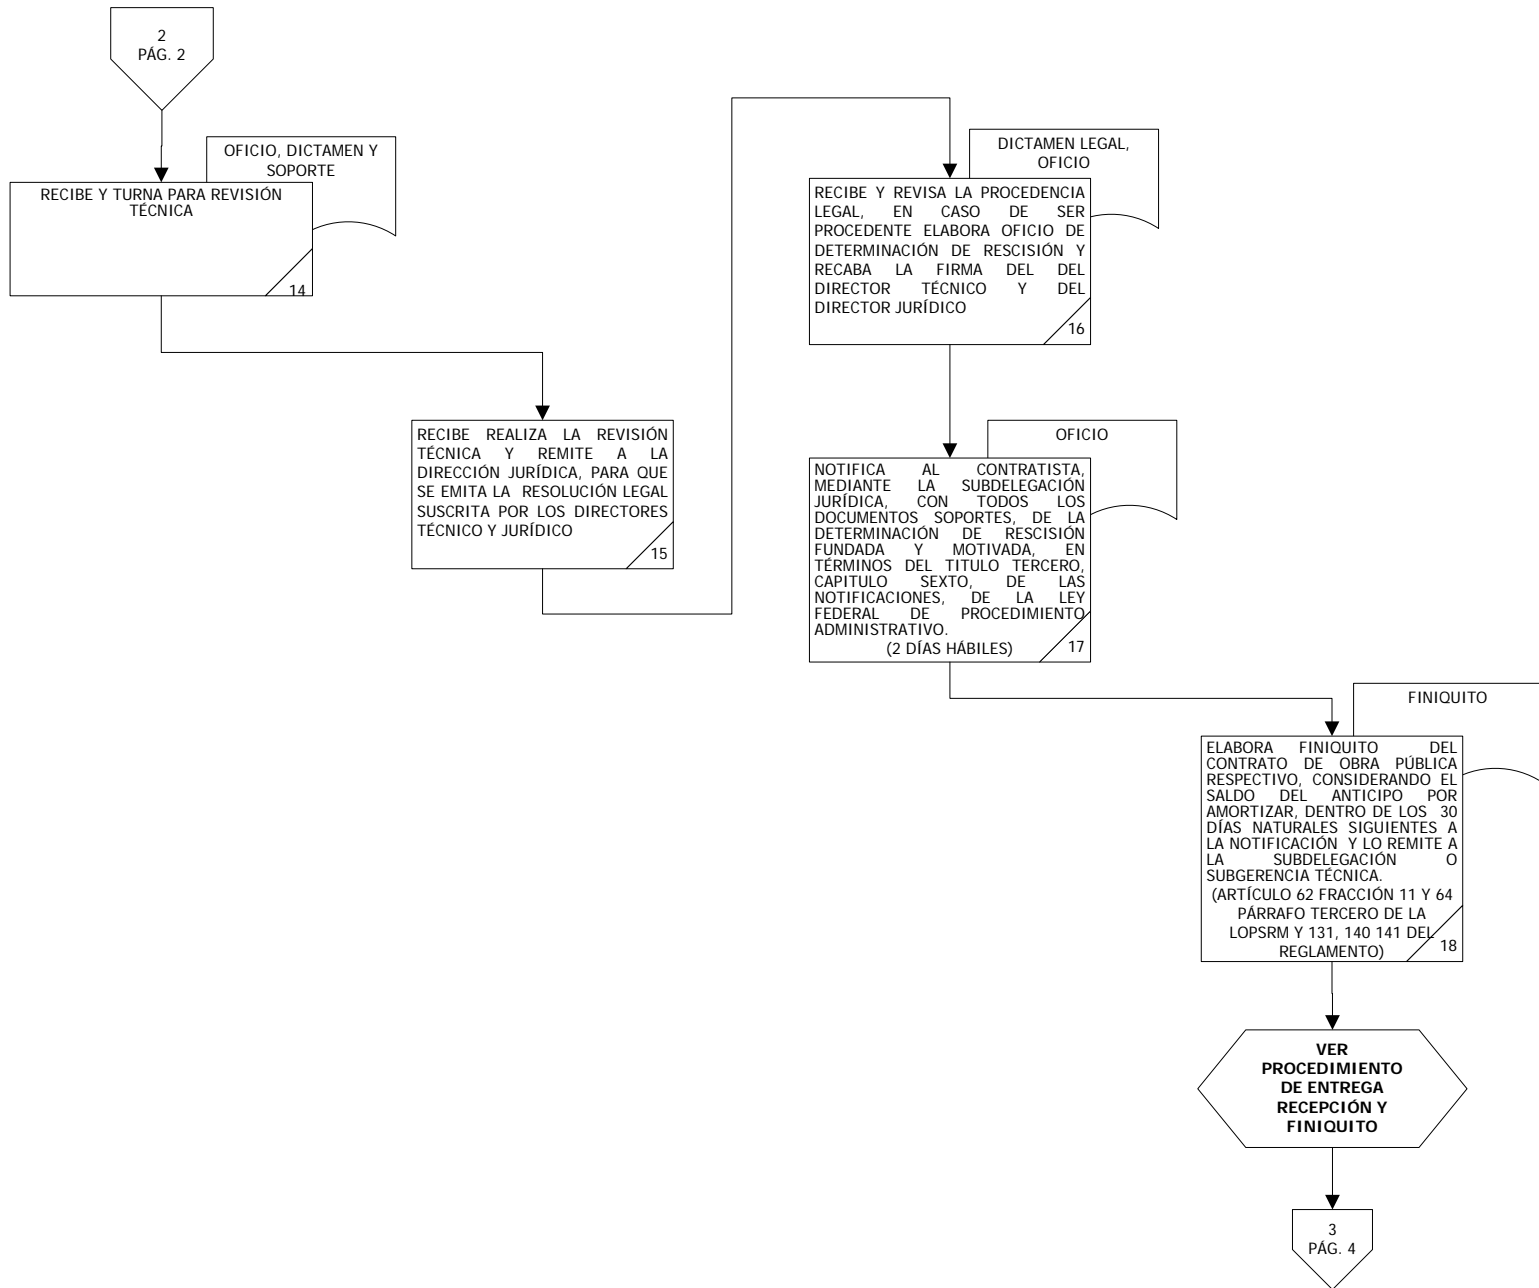 2
PÁG. 2
OFICIO, DICTAMEN Y
SOPORTE
RECIBE Y TURNA PARA REVISIÓN
TÉCNICA
14
RECIBE REALIZA LA REVISIÓN
TÉCNICA Y REMITE A LA
DIRECCIÓN JURÍDICA, PARA QUE
SE EMITA LA RESOLUCIÓN LEGAL
SUSCRITA POR LOS DIRECTORES
TÉCNICO Y JURÍDICO
15
DICTAMEN LEGAL,
OFICIO
RECIBE Y REVISA LA PROCEDENCIA
LEGAL, EN CASO DE SER
PROCEDENTE ELABORA OFICIO DE
DETERMINACIÓN DE RESCISIÓN Y
RECABA LA FIRMA DEL DEL
DIRECTOR TÉCNICO Y DEL
DIRECTOR JURÍDICO
16
OFICIO
NOTIFICA AL CONTRATISTA,
MEDIANTE LA SUBDELEGACIÓN
JURÍDICA, CON TODOS LOS
DOCUMENTOS SOPORTES, DE LA
DETERMINACIÓN DE RESCISIÓN
FUNDADA Y MOTIVADA, EN
TÉRMINOS DEL TITULO TERCERO,
CAPITULO SEXTO, DE LAS
NOTIFICACIONES, DE LA LEY
FEDERAL DE PROCEDIMIENTO
ADMINISTRATIVO.
(2 DÍAS HÁBILES)
17
FINIQUITO
ELABORA FINIQUITO DEL
CONTRATO DE OBRA PÚBLICA
RESPECTIVO, CONSIDERANDO EL
SALDO DEL ANTICIPO POR
AMORTIZAR, DENTRO DE LOS 30
DÍAS NATURALES SIGUIENTES A
LA NOTIFICACIÓN Y LO REMITE A
LA SUBDELEGACIÓN O
SUBGERENCIA TÉCNICA.
(ARTÍCULO 62 FRACCIÓN 11 Y 64
PÁRRAFO TERCERO DE LA
LOPSRM Y 131, 140 141 DEL
REGLAMENTO)
18
VER
PROCEDIMIENTO
DE ENTREGA
RECEPCIÓN Y
FINIQUITO
3
PÁG. 4